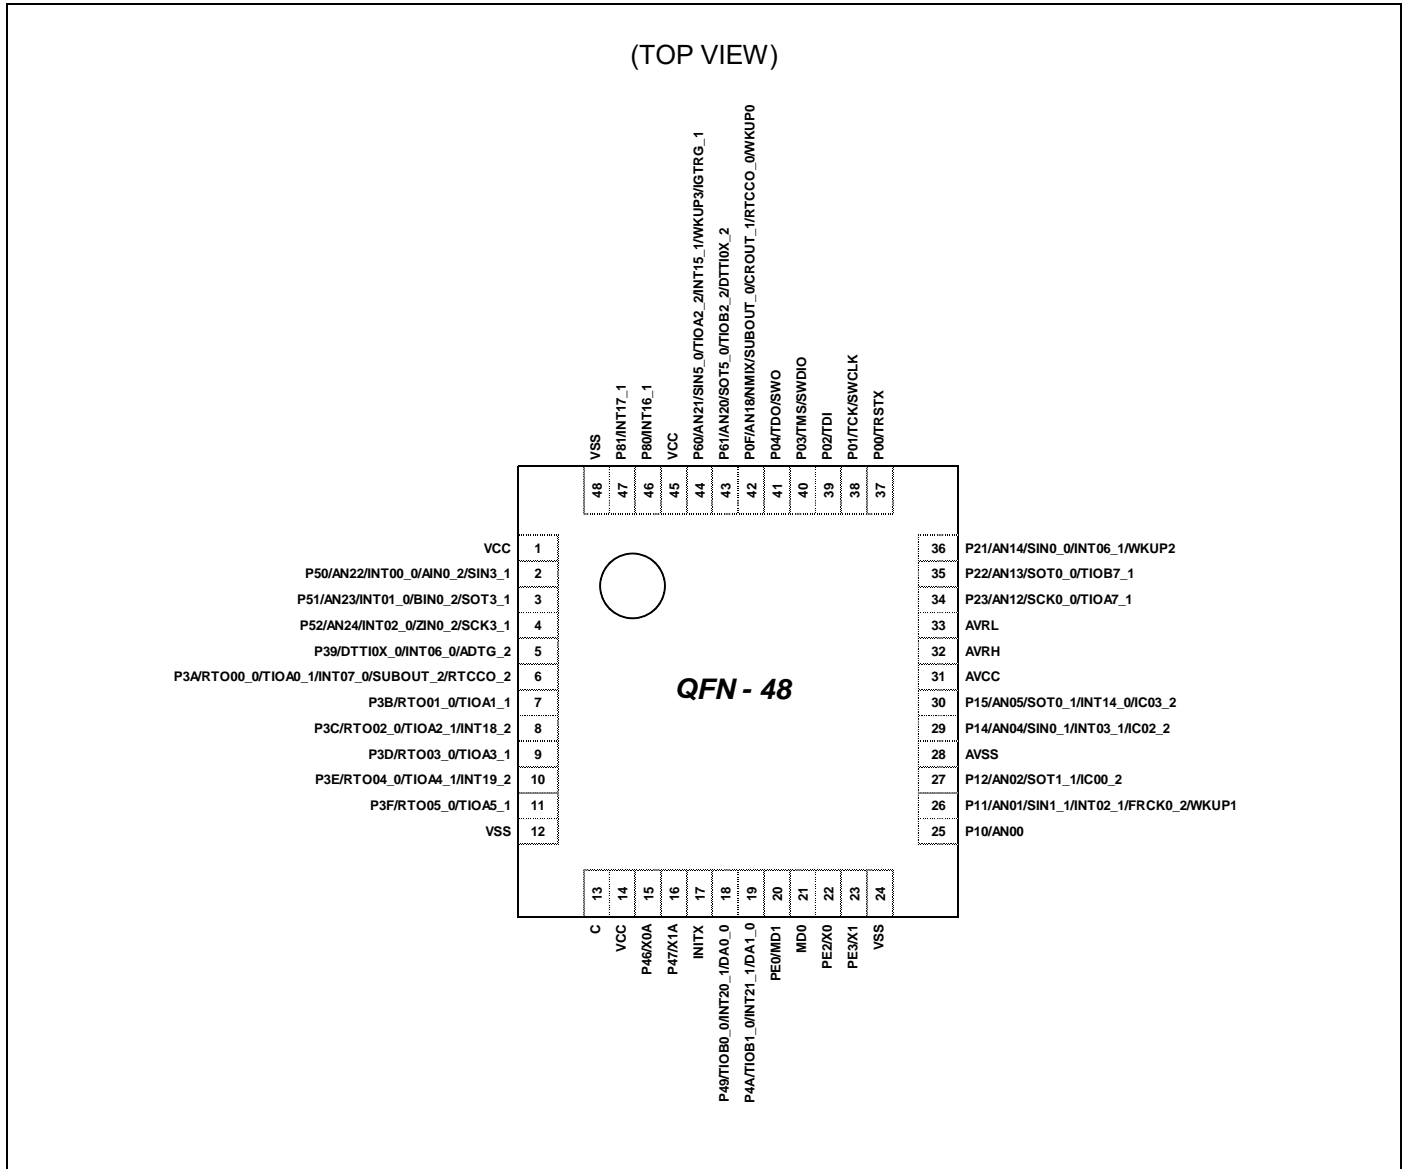 (TOP VIEW)
VSS
P81/INT17_1
P80/INT16_1
VCC
P60/AN21/SIN5_0/TIOA2_2/INT15_1/WKUP3/IGTRG_1
P61/AN20/SOT5_0/TIOB2_2/DTTI0X_2
P0F/AN18/NMIX/SUBOUT_0/CROUT_1/RTCCO_0/WKUP0
P04/TDO/SWO
P03/TMS/SWDIO
P02/TDI
P01/TCK/SWCLK
P00/TRSTX
48
47
46
45
44
43
42
41
40
39
38
37
VCC 1
P50/AN22/INT00_0/AIN0_2/SIN3_1 2
P51/AN23/INT01_0/BIN0_2/SOT3_1 3
P52/AN24/INT02_0/ZIN0_2/SCK3_1 4
P39/DTTI0X_0/INT06_0/ADTG_2 5
P3A/RTO00_0/TIOA0_1/INT07_0/SUBOUT_2/RTCCO_2 6
P3B/RTO01_0/TIOA1_1 7
P3C/RTO02_0/TIOA2_1/INT18_2 8
P3D/RTO03_0/TIOA3_1 9
P3E/RTO04_0/TIOA4_1/INT19_2 10
P3F/RTO05_0/TIOA5_1 11
VSS 12
QFN - 48
36 P21/AN14/SIN0_0/INT06_1/WKUP2
35 P22/AN13/SOT0_0/TIOB7_1
34 P23/AN12/SCK0_0/TIOA7_1
33 AVRL
32 AVRH
31 AVCC
30 P15/AN05/SOT0_1/INT14_0/IC03_2
29 P14/AN04/SIN0_1/INT03_1/IC02_2
28 AVSS
27 P12/AN02/SOT1_1/IC00_2
26 P11/AN01/SIN1_1/INT02_1/FRCK0_2/WKUP1
25 P10/AN00
13
14
15
16
17
18
19
20
21
22
23
24
C
VCC
P46/X0A
P47/X1A
INITX
P49/TIOB0_0/INT20_1/DA0_0
P4A/TIOB1_0/INT21_1/DA1_0
PE0/MD1
MD0
PE2/X0
PE3/X1
VSS